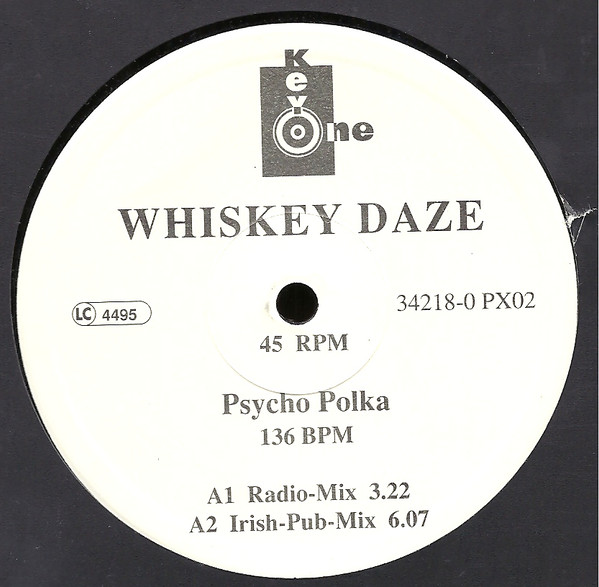 Key
One
WHISKEY DAZE
LC 4495
34218-0 PX02
45 RPM
Psycho Polka
136 BPM
A1 Radio-Mix 3.22
A2 Irish-Pub-Mix 6.07